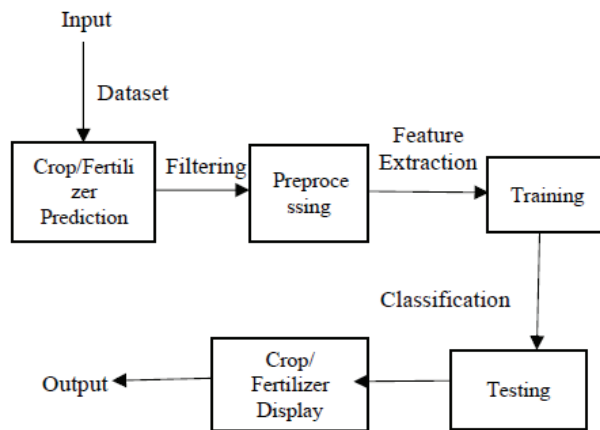 Input
Dataset
Crop/Fertili
zer
Prediction
Filtering
Preproce
ssing
Feature
Extraction
Training
Classification
Testing
Crop/
Fertilizer
Display
Output